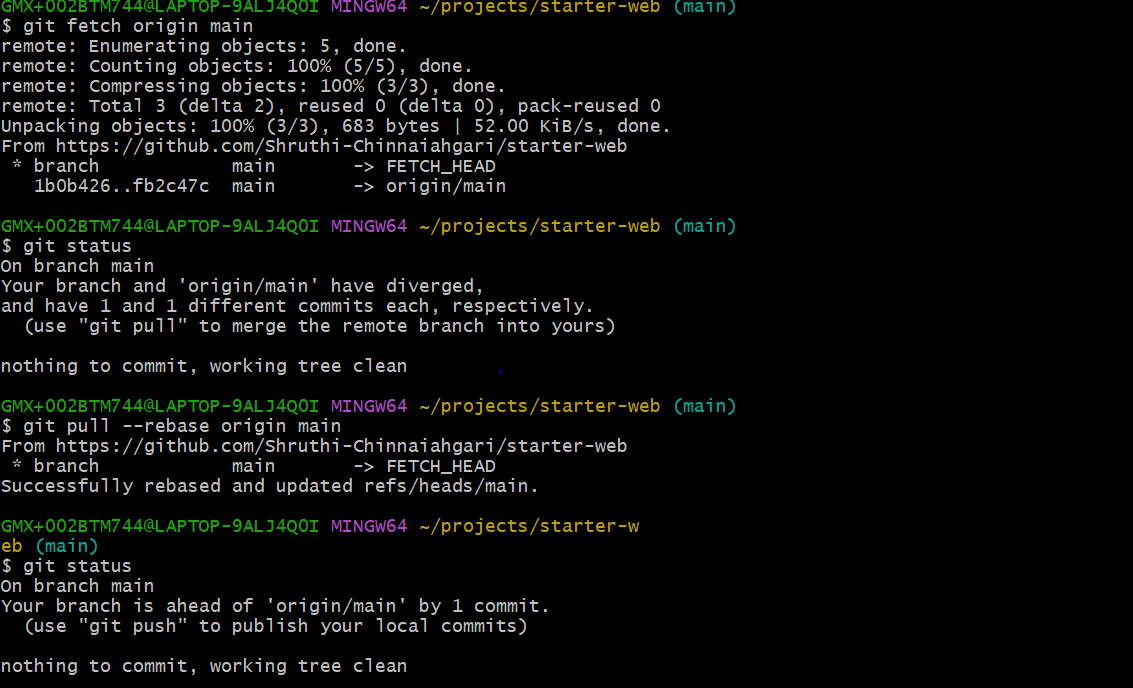 GMX+002BTM744@LAPTOP-9ALJ4Q0I MINGW64 ~/projects/starter-web (main)
$ git fetch origin main
remote: Enumerating objects: 5, done.
remote: Counting objects: 100% (5/5), done.
remote: Compressing objects: 100% (3/3), done.
remote: Total 3 (delta 2), reused 0 (delta 0), pack-reused 0
Unpacking objects: 100% (3/3), 683 bytes | 52.00 KiB/s, done.
From https://github.com/Shruthi-Chinnaiahgari/starter-web
 * branch            main       -> FETCH_HEAD
   1b0b426..fb2c47c  main       -> origin/main

GMX+002BTM744@LAPTOP-9ALJ4Q0I MINGW64 ~/projects/starter-web (main)
$ git status
On branch main
Your branch and 'origin/main' have diverged,
and have 1 and 1 different commits each, respectively.
  (use "git pull" to merge the remote branch into yours)

nothing to commit, working tree clean

GMX+002BTM744@LAPTOP-9ALJ4Q0I MINGW64 ~/projects/starter-web (main)
$ git pull --rebase origin main
From https://github.com/Shruthi-Chinnaiahgari/starter-web
 * branch            main       -> FETCH_HEAD
Successfully rebased and updated refs/heads/main.

GMX+002BTM744@LAPTOP-9ALJ4Q0I MINGW64 ~/projects/starter-w
eb (main)
$ git status
On branch main
Your branch is ahead of 'origin/main' by 1 commit.
  (use "git push" to publish your local commits)

nothing to commit, working tree clean